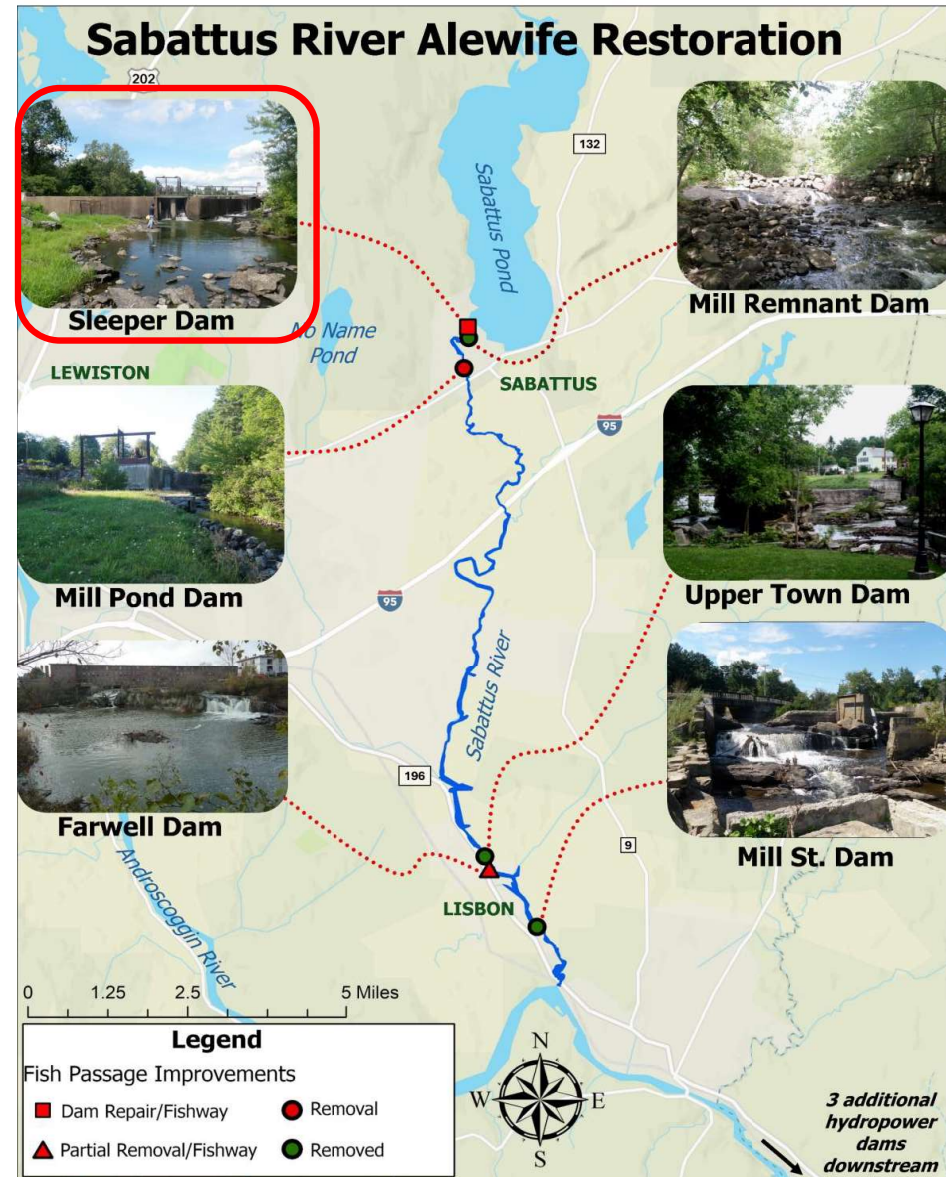 Sabattus River Alewife Restoration
202
132
Sabattus Pond
Sleeper Dam
Mill Remnant Dam
No Name
Pond
LEWISTON
SABATTUS
95
Mill Pond Dam
95
Upper Town Dam
Sabattus River
196
Farwell Dam
9
Mill St. Dam
Androscoggin River
LISBON
0 1.25 2.5 5 Miles
Legend
Fish Passage Improvements
Dam Repair/Fishway
Removal
Partial Removal/Fishway
Removed
N
W E
S
3 additional
hydropower
dams
downstream